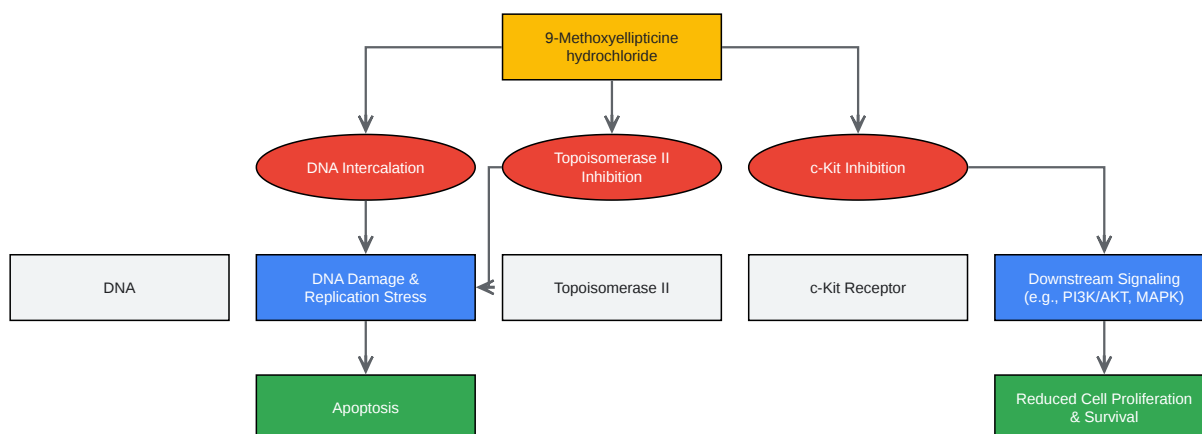 9-Methoxyellipticine
hydrochloride
DNA Intercalation
Topoisomerase II
Inhibition
c-Kit Inhibition
DNA
DNA Damage &
Replication Stress
Topoisomerase II
c-Kit Receptor
Downstream Signaling
(e.g., PI3K/AKT, MAPK)
Apoptosis
Reduced Cell Proliferation
& Survival